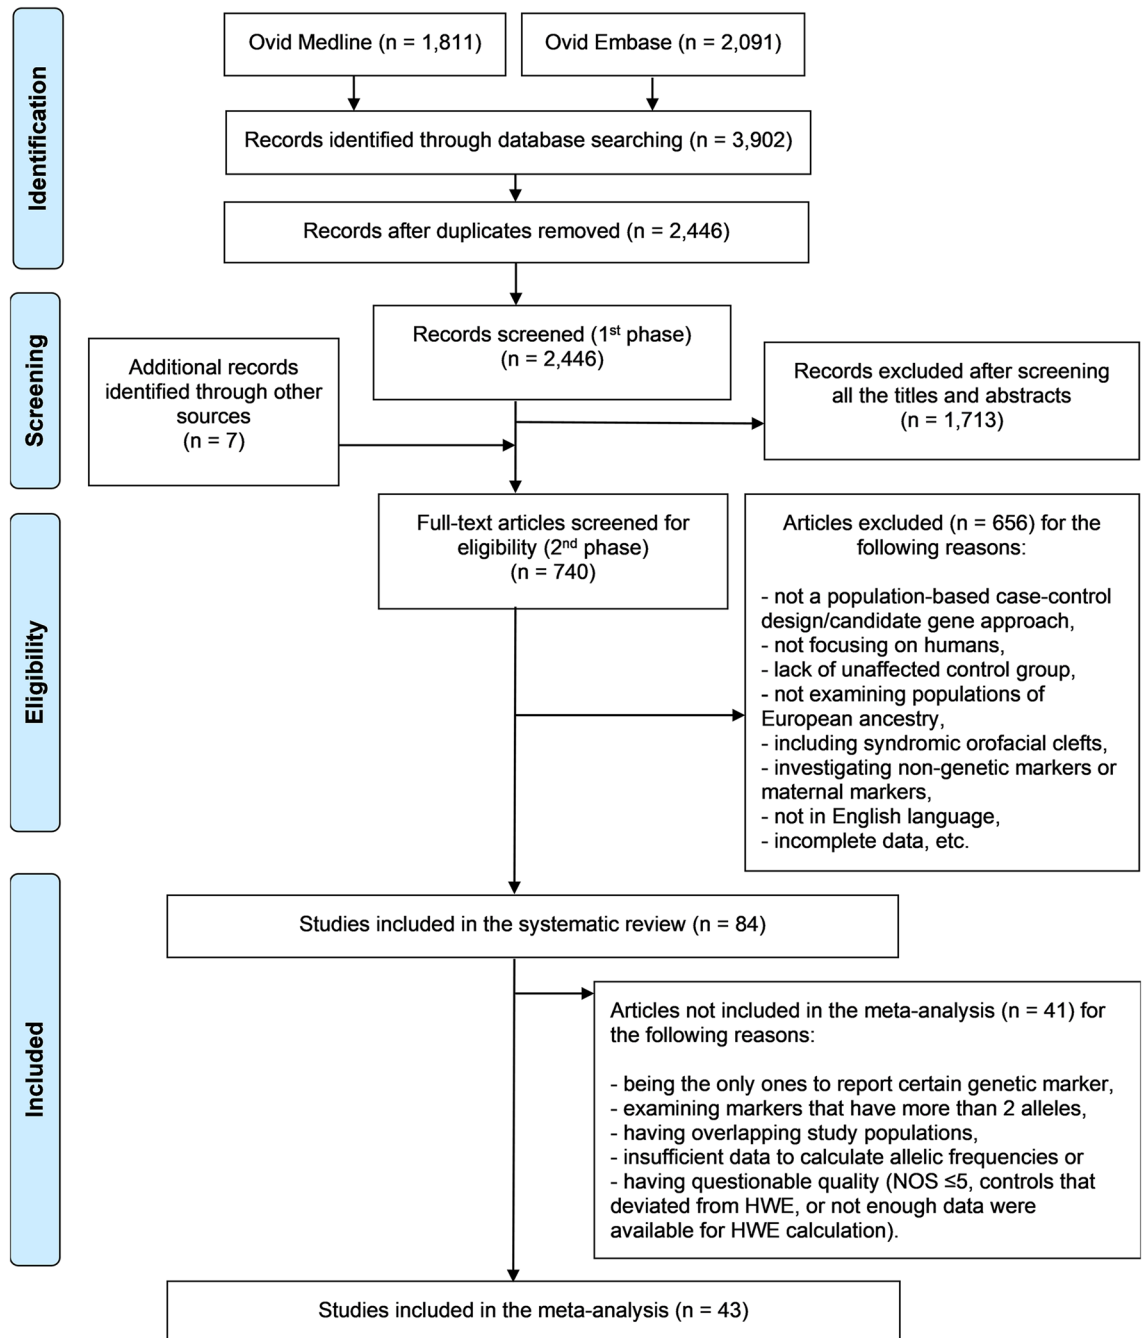 Identification
Ovid Medline (n = 1,811)
Ovid Embase (n = 2,091)
Records identified through database searching (n = 3,902)
Records after duplicates removed (n = 2,446)
Screening
Records screened (1st phase)
(n = 2,446)
Additional records
identified through other
sources
(n = 7)
Records excluded after screening
all the titles and abstracts
(n = 1,713)
Eligibility
Full-text articles screened for
eligibility (2nd phase)
(n = 740)
Articles excluded (n = 656) for the
following reasons:
- not a population-based case-control
design/candidate gene approach,
- not focusing on humans,
- lack of unaffected control group,
- not examining populations of
European ancestry,
- including syndromic orofacial clefts,
- investigating non-genetic markers or
maternal markers,
- not in English language,
- incomplete data, etc.
Included
Studies included in the systematic review (n = 84)
Articles not included in the meta-analysis (n = 41) for
the following reasons:
- being the only ones to report certain genetic marker,
- examining markers that have more than 2 alleles,
- having overlapping study populations,
- insufficient data to calculate allelic frequencies or
- having questionable quality (NOS ≤5, controls that
deviated from HWE, or not enough data were
available for HWE calculation).
Studies included in the meta-analysis (n = 43)